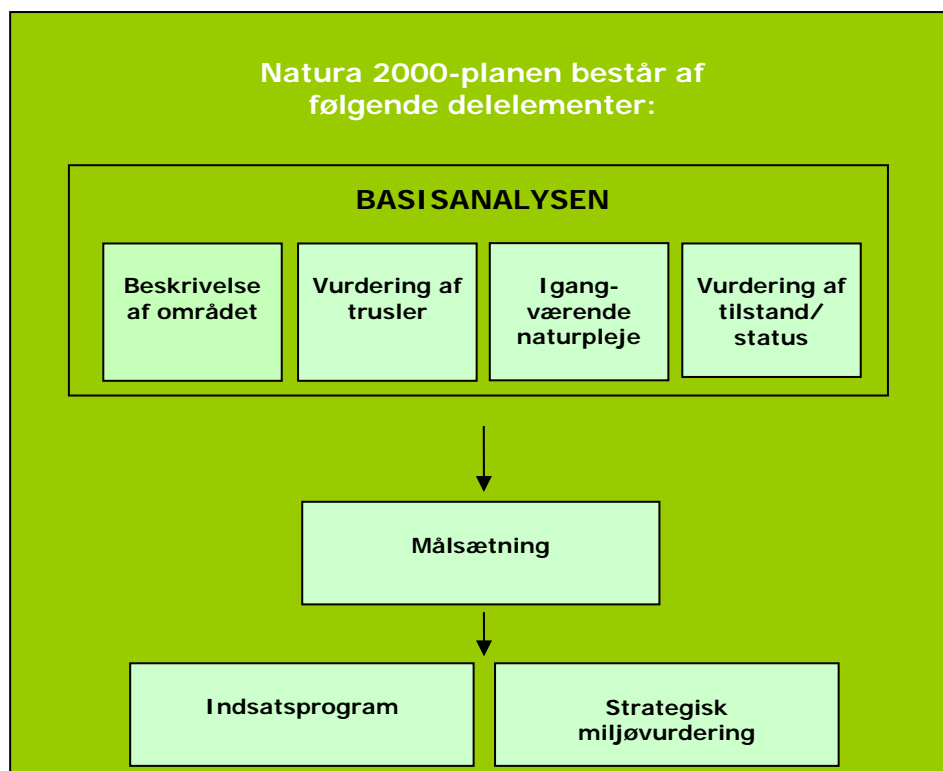 Natura 2000-planen består af
følgende delelementer:
BASISANALYSEN
Beskrivelse
af området
Vurdering af
trusler
Igang-
værende
naturpleje
Vurdering af
tilstand/
status
Målsætning
Indsatsprogram
Strategisk
miljøvurdering